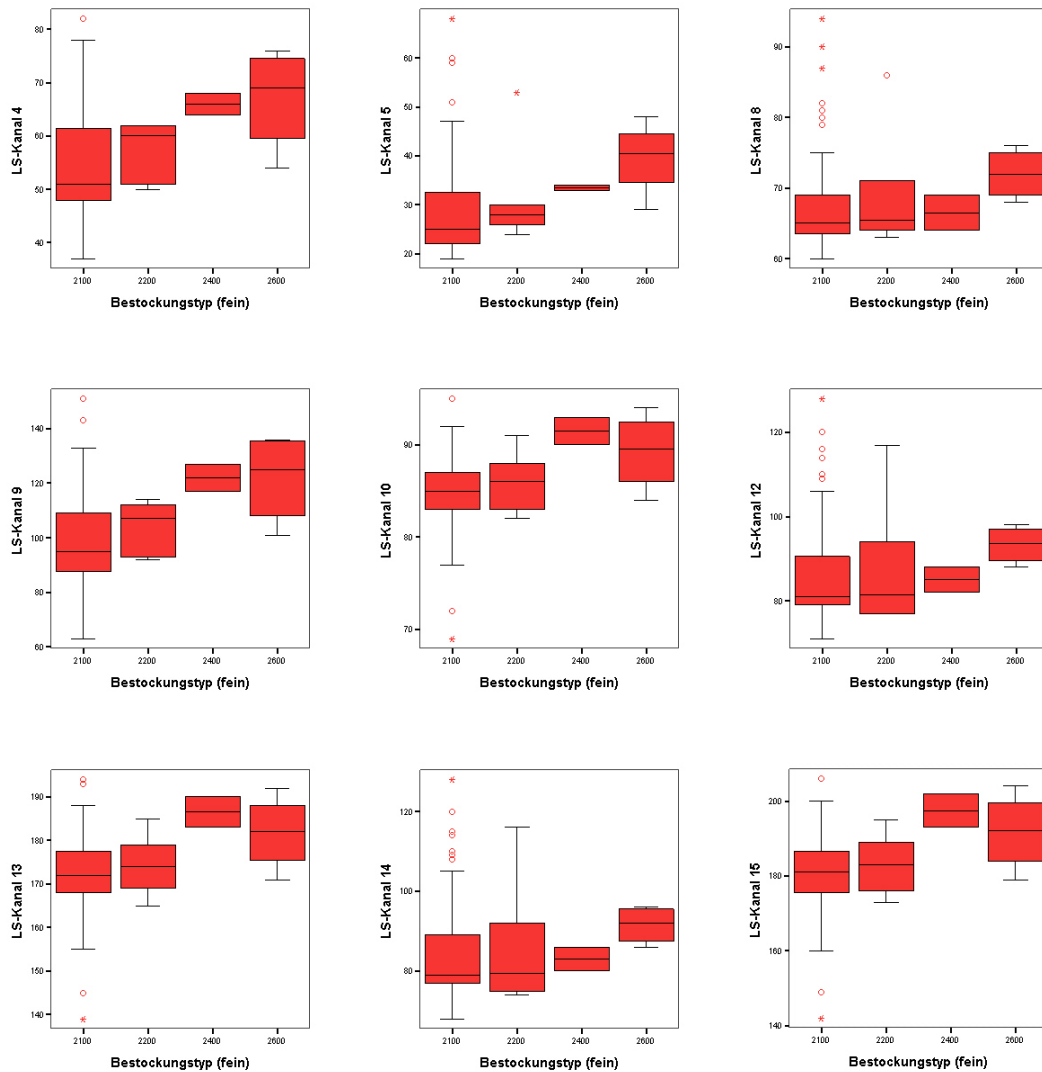 LS-Kanal 4
80
70
60
50
40
2100 2200 2400 2600
Bestockungstyp (fein)
LS-Kanal 5
60
40
30
20
2100 2200 2400 2600
Bestockungstyp (fein)
LS-Kanal 8
90
80
70
60
2100 2200 2400 2600
Bestockungstyp (fein)
LS-Kanal 9
140
120
100
80
60
2100 2200 2400 2600
Bestockungstyp (fein)
LS-Kanal 10
90
80
70
2100 2200 2400 2600
Bestockungstyp (fein)
LS-Kanal 12
120
100
80
2100 2200 2400 2600
Bestockungstyp (fein)
LS-Kanal 13
190
180
170
160
150
140
2100 2200 2400 2600
Bestockungstyp (fein)
LS-Kanal 14
120
100
80
2100 2200 2400 2600
Bestockungstyp (fein)
LS-Kanal 15
200
180
160
140
2100 2200 2400 2600
Bestockungstyp (fein)